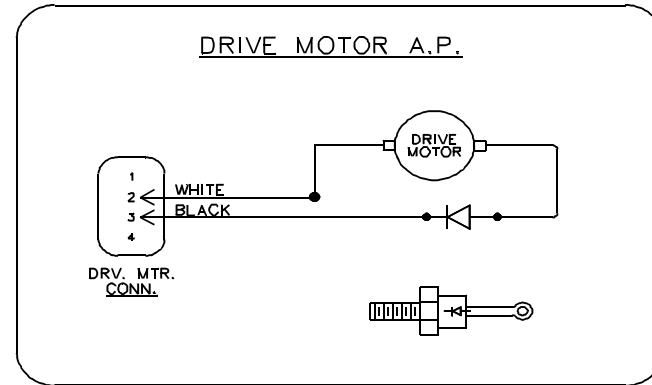 DRIVE MOTOR A.P.
DRIVE
MOTOR
1
2 WHITE
3 BLACK
4
DRV. MTR.
CONN.